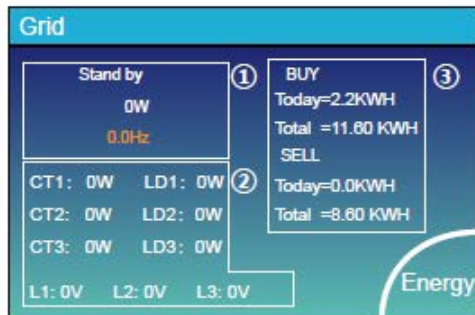 Grid
Stand by
0W
0.0Hz
①
CT1: 0W LD1: 0W
CT2: 0W LD2: 0W
CT3: 0W LD3: 0W
L1: 0V L2: 0V L3: 0V
②
BUY
Today=2.2KWH
Total =11.60 KWH
SELL
Today=0.0KWH
Total =8.60 KWH
③
Energy